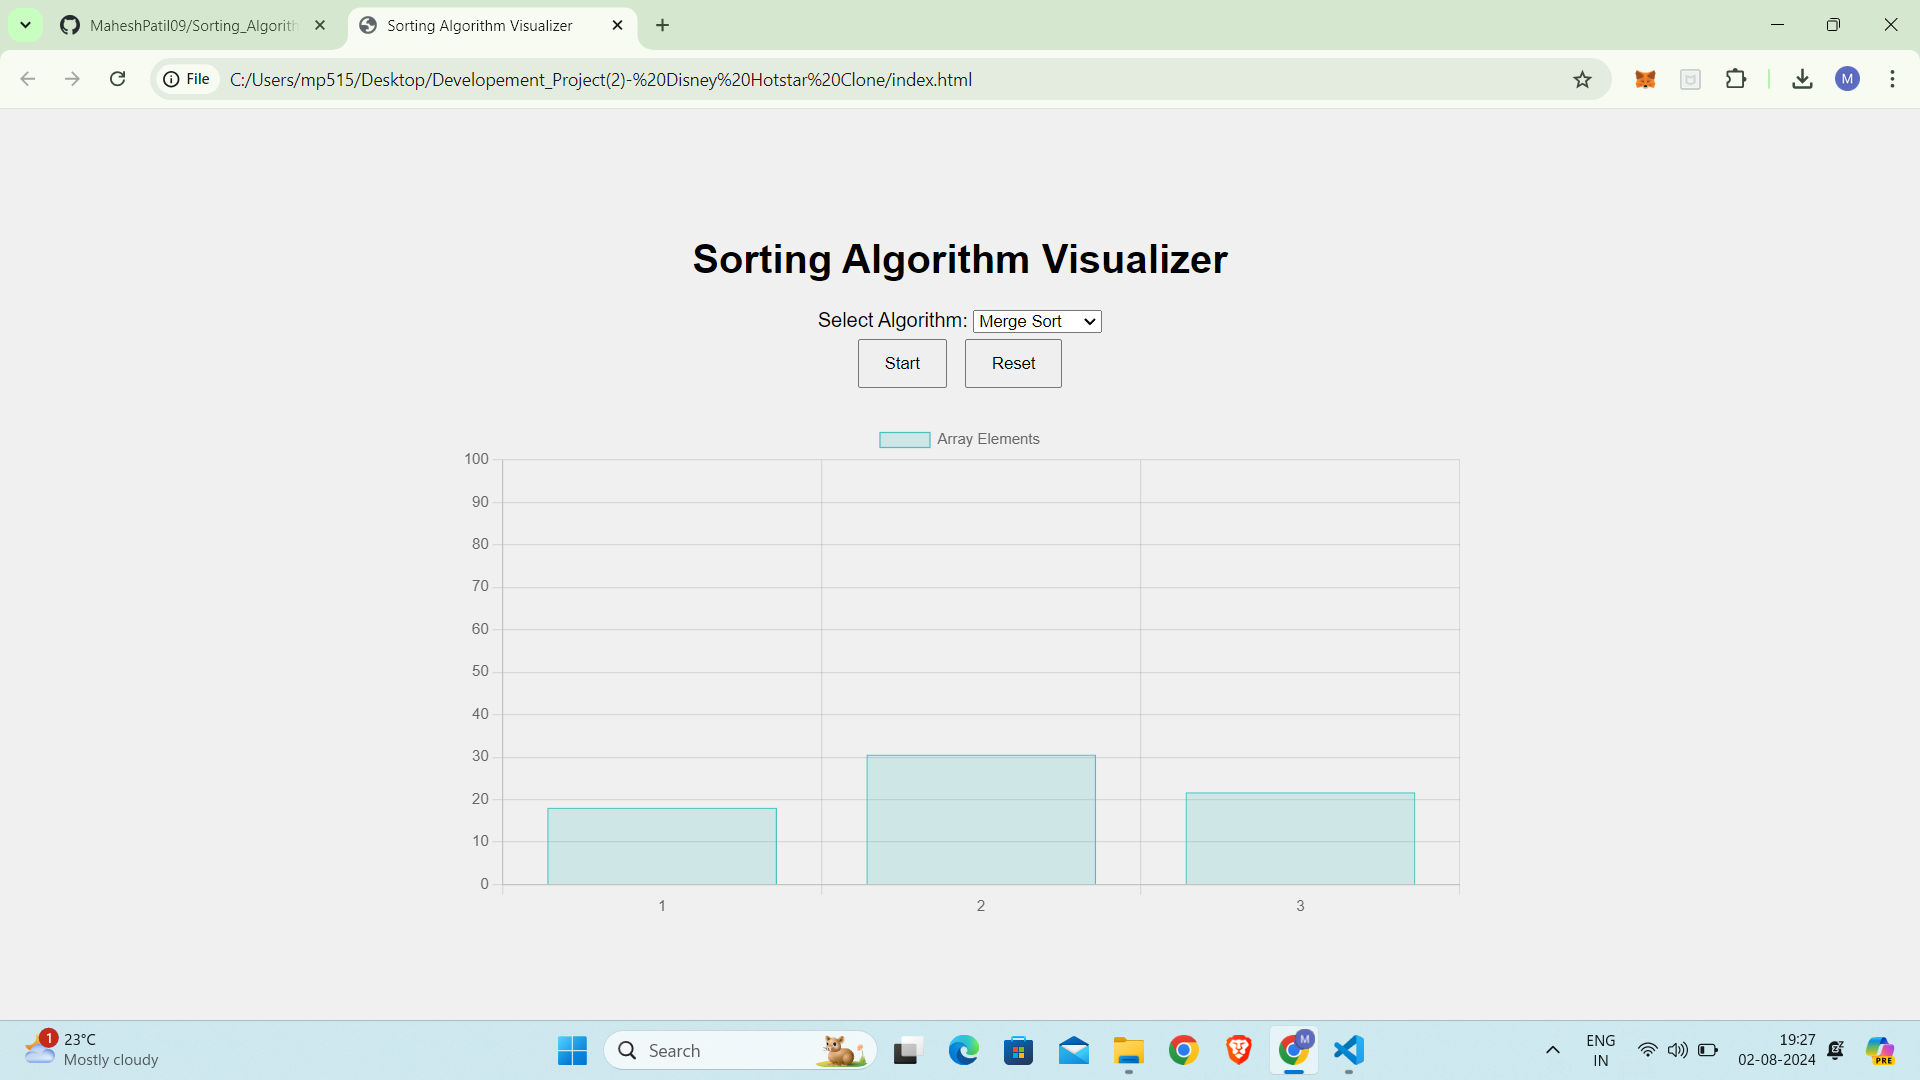 MaheshPatil09/Sorting_Algorith
Sorting Algorithm Visualizer
File
C:/Users/mp515/Desktop/Developement_Project(2)-%20Disney%20Hotstar%20Clone/index.html
M
Sorting Algorithm Visualizer
Select Algorithm: Merge Sort
Start Reset
Array Elements
100
90
80
70
60
50
40
30
20
10
0
1 2 3
1
23°C
Mostly cloudy
Search
M
PRE
ENG
IN
19:27
02-08-2024